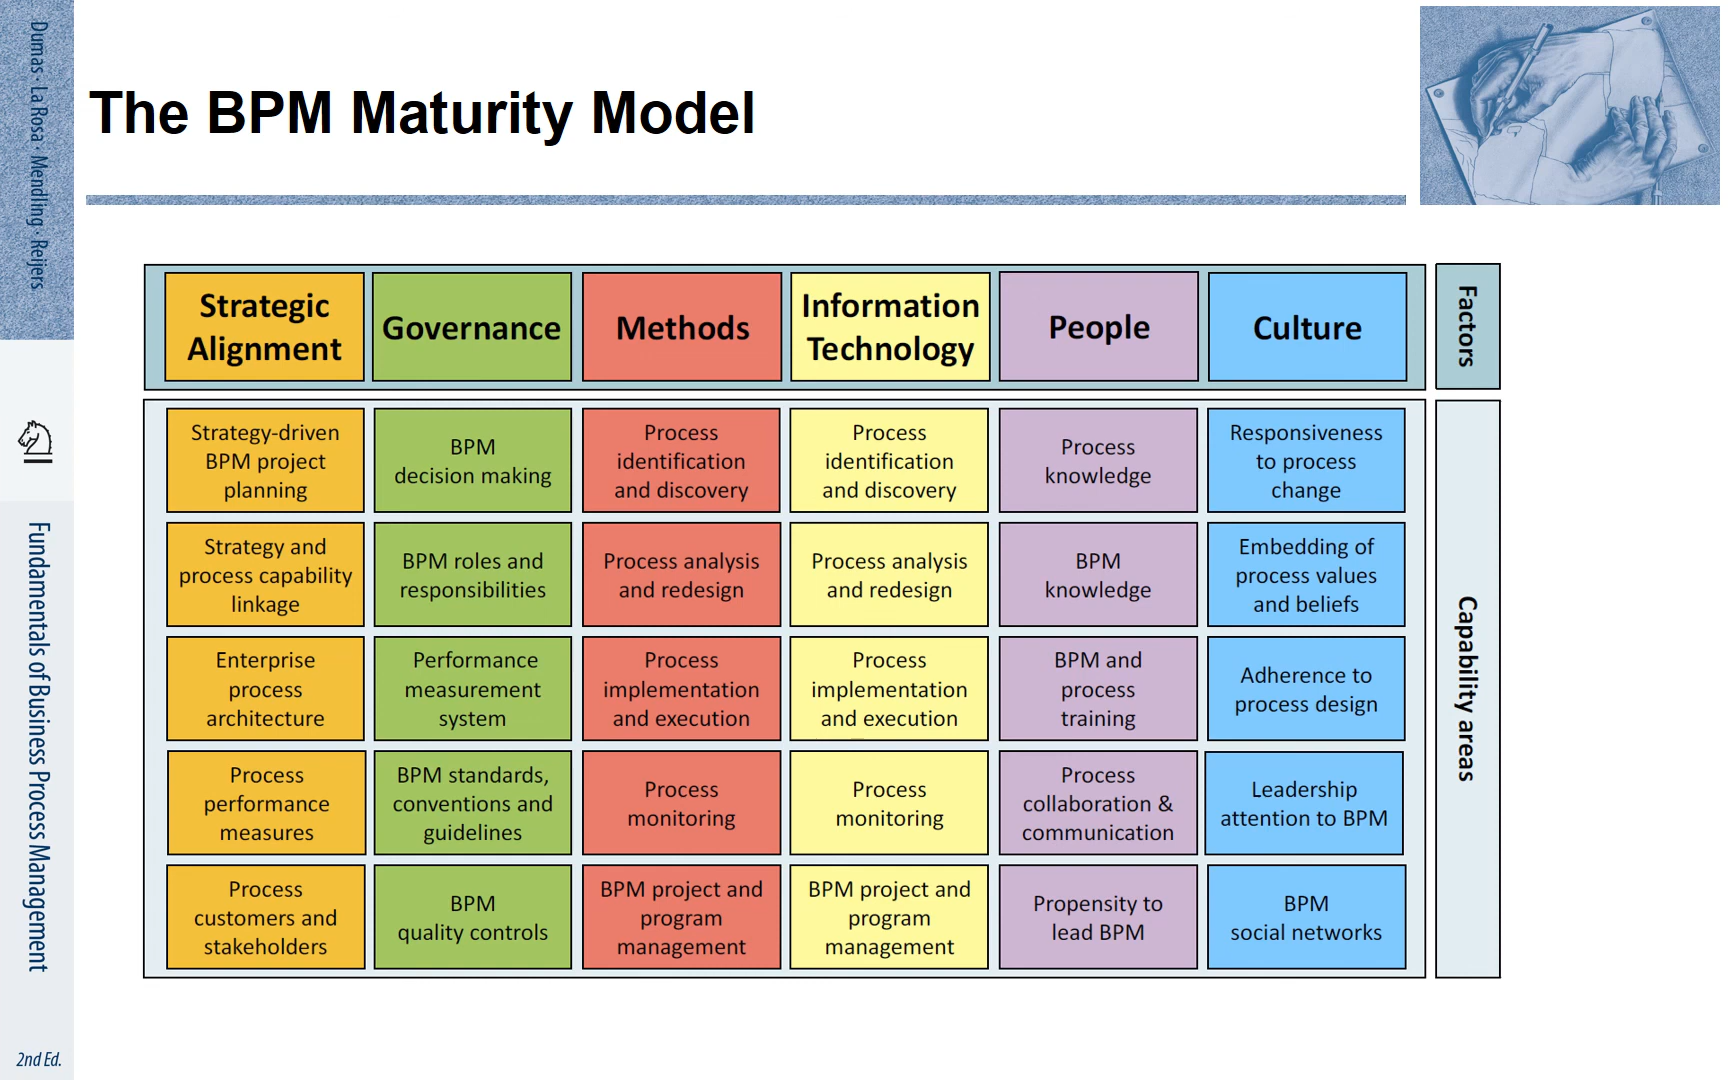 Dumas · La Rosa · Mendling · Reijers
Fundamentals of Business Process Management
2nd Ed.
The BPM Maturity Model
Strategic
Alignment
Governance
Methods
Information
Technology
People
Culture
Factors
Strategy-driven
BPM project
planning
BPM
decision making
Process
identification
and discovery
Process
identification
and discovery
Process
knowledge
Responsiveness
to process
change
Strategy and
process capability
linkage
BPM roles and
responsibilities
Process analysis
and redesign
Process analysis
and redesign
BPM
knowledge
Embedding of
process values
and beliefs
Enterprise
process
architecture
Performance
measurement
system
Process
implementation
and execution
Process
implementation
and execution
BPM and
process
training
Adherence to
process design
Process
performance
measures
BPM standards,
conventions and
guidelines
Process
monitoring
Process
monitoring
Process
collaboration &
communication
Leadership
attention to BPM
Process
customers and
stakeholders
BPM
quality controls
BPM project and
program
management
BPM project and
program
management
Propensity to
lead BPM
BPM
social networks
Capability areas